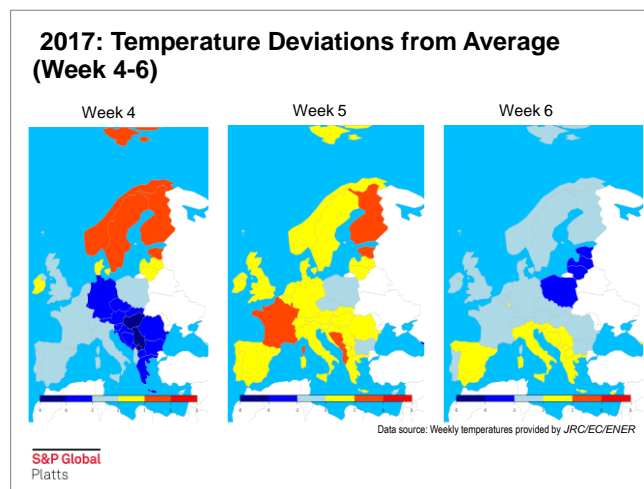 2017: Temperature Deviations from Average
(Week 4-6)
Week 4
Week 5
Week 6
Data source: Weekly temperatures provided by JRC/EC/ENER
S&P Global
Platts